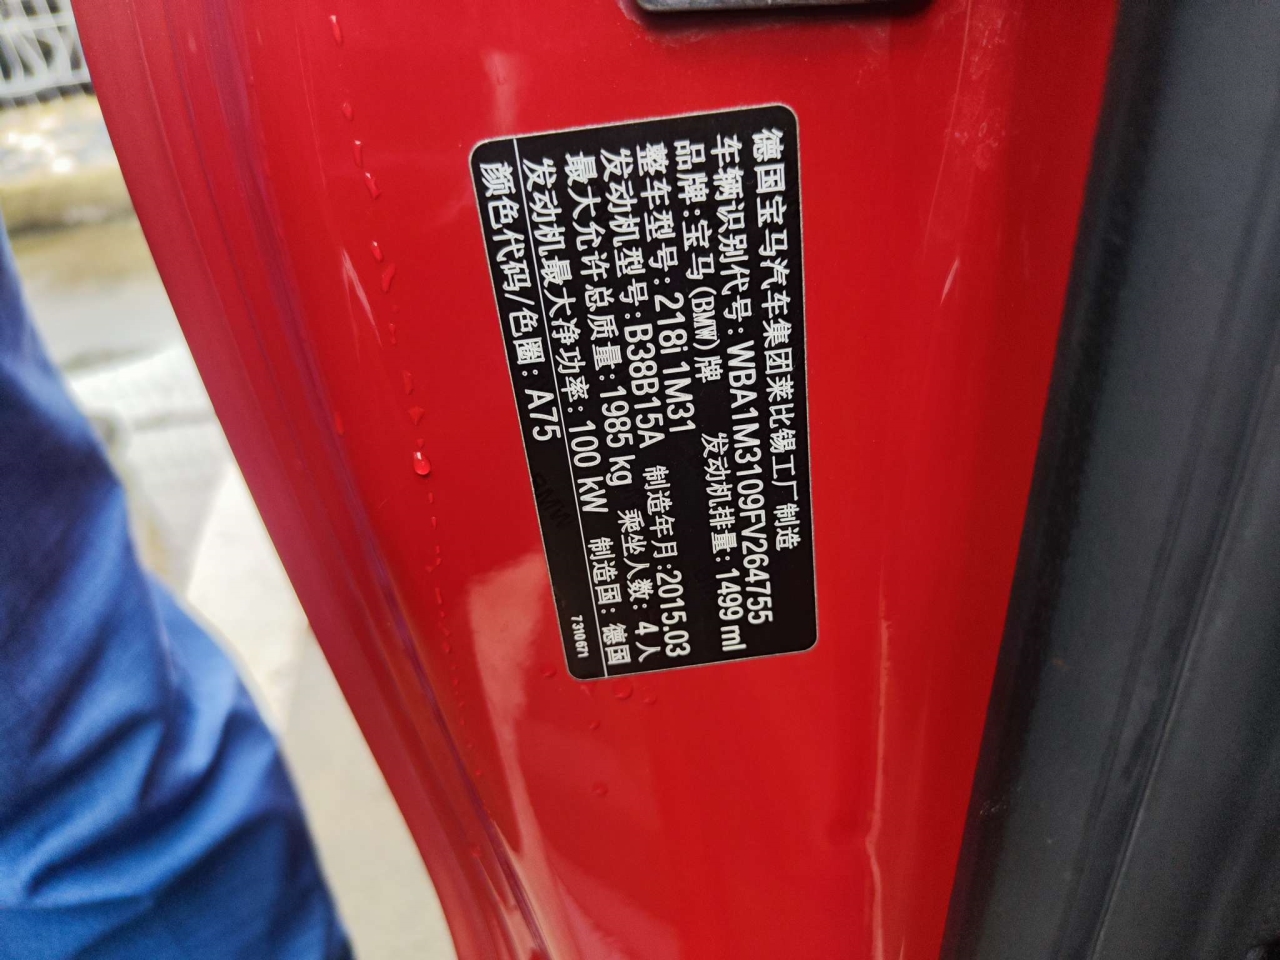 德国宝马汽车集团莱比锡工厂制造
车辆识别代号: WBA1M3109FV264755
品牌:宝马(BMW)牌 发动机排量:1499 ml
整车型号:218i 1M31 制造年月:2015.03
发动机型号:B38B15A 乘坐人数: 4人
最大允许总质量:1985 kg 制造国: 德国
发动机最大净功率:100 kW
颜色代码/色圈: A75
7310671